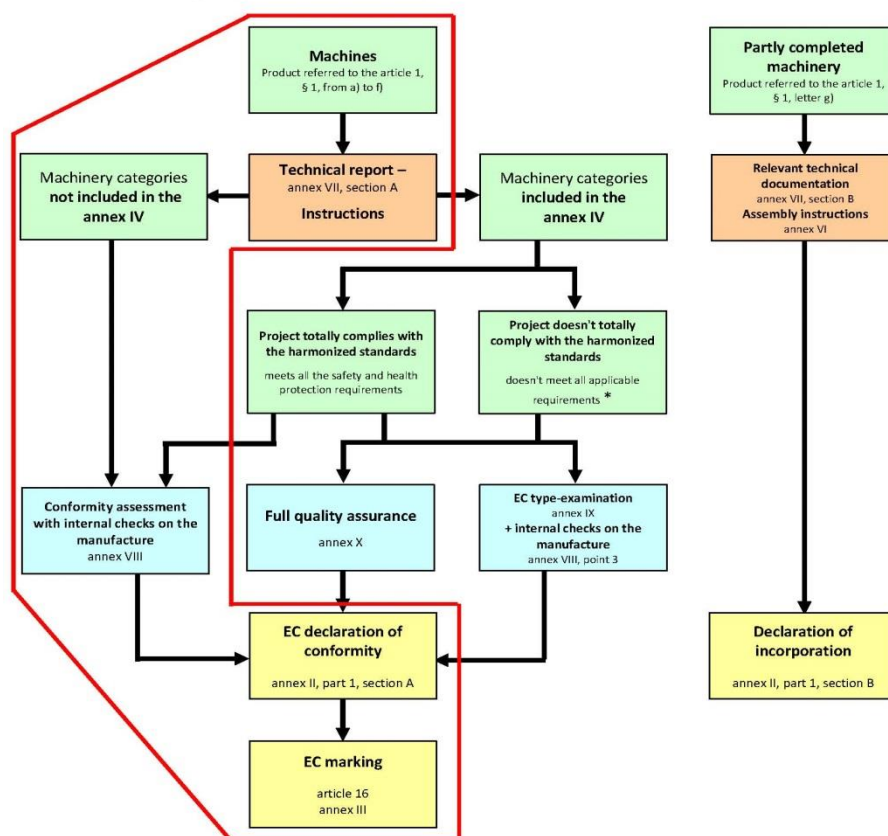 Machines
Product referred to the article 1,
§ 1, from a) to f)
Partly completed
machinery
Product referred to the article 1,
§ 1, letter g)
Machinery categories
not included in the
annex IV
Technical report –
annex VII, section A
Instructions
Machinery categories
included in the
annex IV
Relevant technical
documentation
annex VII, section B
Assembly instructions
annex VI
Project totally complies with
the harmonized standards
meets all the safety and health
protection requirements
Project doesn't totally
comply with the harmonized
standards
doesn't meet all applicable
requirements *
Conformity assessment
with internal checks on the
manufacture
annex VIII
Full quality assurance
annex X
EC type-examination
annex IX
+ internal checks on the
manufacture
annex VIII, point 3
EC declaration of
conformity
annex II, part 1, section A
Declaration of
incorporation
annex II, part 1, section B
EC marking
article 16
annex III